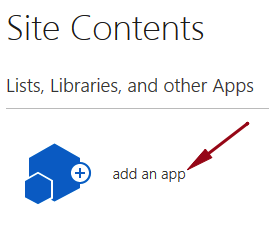 Site Contents
Lists, Libraries, and other Apps
add an app